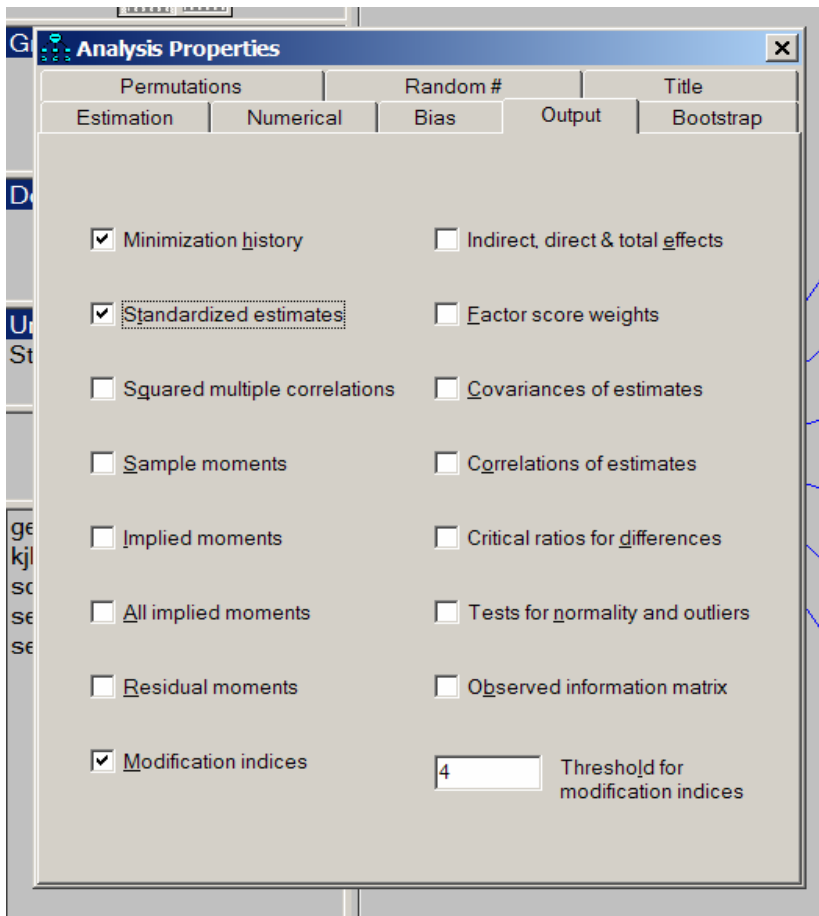 Analysis Properties
Permutations Random # Title
Estimation Numerical Bias Output Bootstrap
Minimization history
Indirect, direct & total effects
Standardized estimates
Factor score weights
Squared multiple correlations
Covariances of estimates
Sample moments
Correlations of estimates
Implied moments
Critical ratios for differences
All implied moments
Tests for normality and outliers
Residual moments
Observed information matrix
Modification indices
4
Threshold for
modification indices